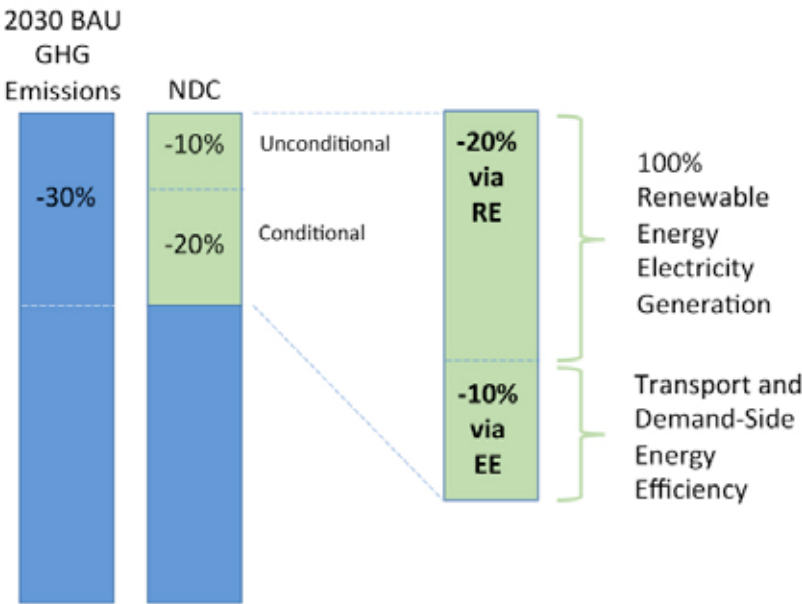 2030 BAU
GHG
Emissions
NDC
-30%
-10%
Unconditional
-20%
Conditional
-20%
via
RE
-10%
via
EE
100%
Renewable
Energy
Electricity
Generation
Transport and
Demand-Side
Energy
Efficiency